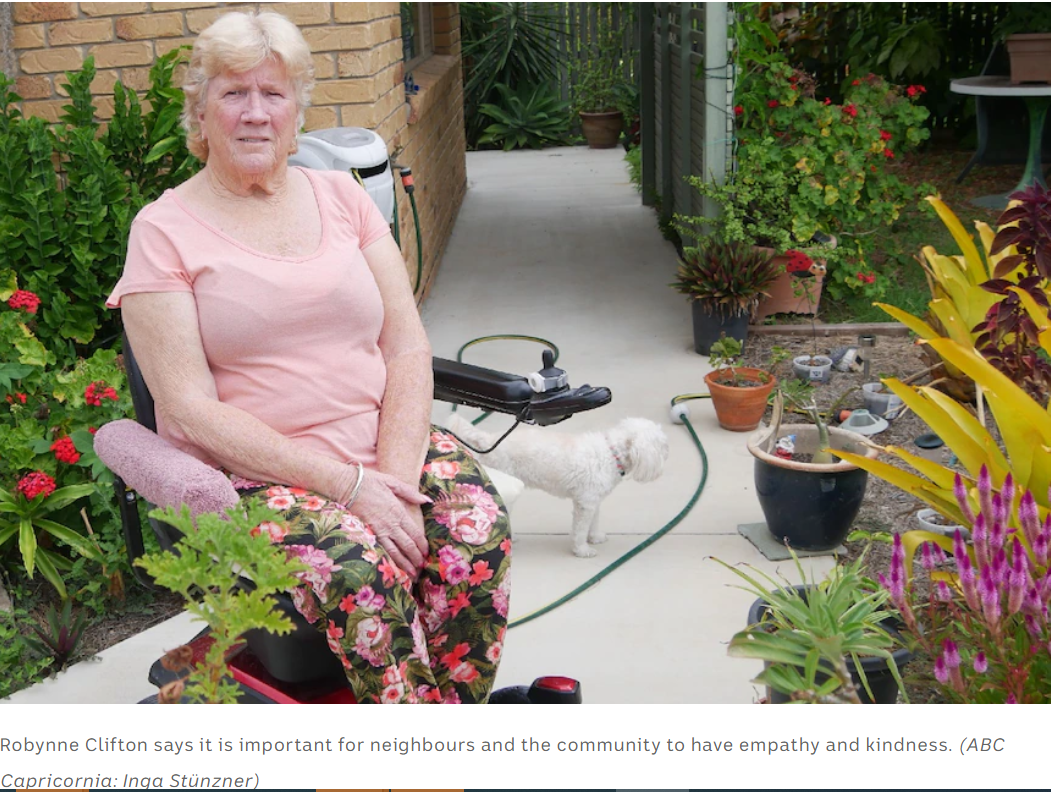 Robynne Clifton says it is important for neighbours and the community to have empathy and kindness. (ABC
Capricornia: Inga Stünzner)